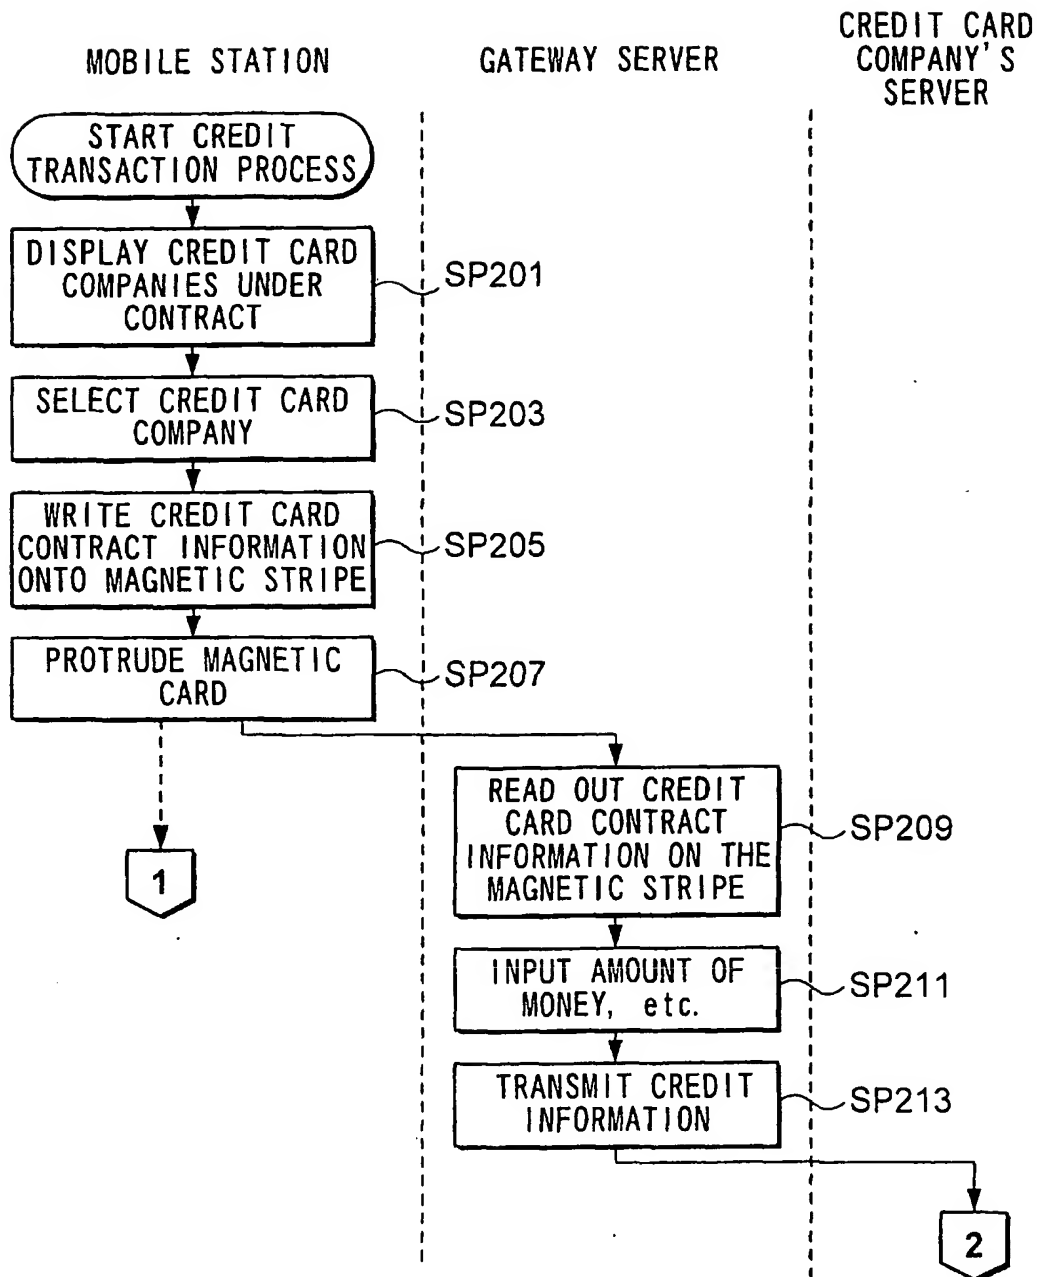 MOBILE STATION
GATEWAY SERVER
CREDIT CARD
COMPANY'S
SERVER
START CREDIT
TRANSACTION PROCESS
DISPLAY CREDIT CARD
COMPANIES UNDER
CONTRACT
SP201
SELECT CREDIT CARD
COMPANY
SP203
WRITE CREDIT CARD
CONTRACT INFORMATION
ONTO MAGNETIC STRIPE
SP205
PROTRUDE MAGNETIC
CARD
SP207
1
READ OUT CREDIT
CARD CONTRACT
INFORMATION ON THE
MAGNETIC STRIPE
SP209
INPUT AMOUNT OF
MONEY, etc.
SP211
TRANSMIT CREDIT
INFORMATION
SP213
2